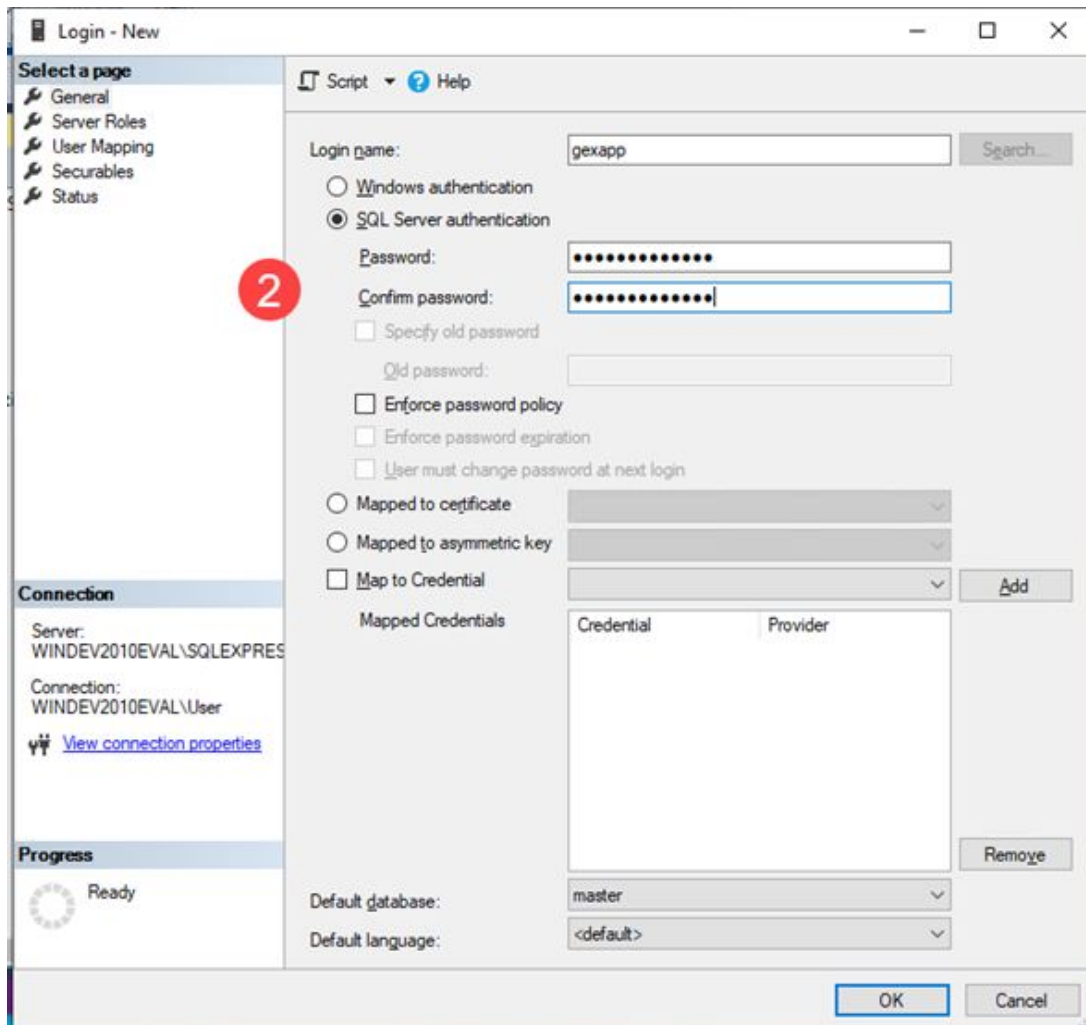 Login - New
Select a page
General
Server Roles
User Mapping
Securables
Status
Script
Help
Login name:
gexapp
Search...
Windows authentication
SQL Server authentication
Password:
•••••••••••••
2
Confirm password:
•••••••••••••
Specify old password
Old password:
Enforce password policy
Enforce password expiration
User must change password at next login
Mapped to certificate
Mapped to asymmetric key
Map to Credential
Add
Mapped Credentials
Credential Provider
Remove
Default database:
master
Default language:
<default>
Connection
Server:
WINDEV2010EVAL\SQLEXPRES
Connection:
WINDEV2010EVAL\User
View connection properties
Progress
Ready
OK
Cancel